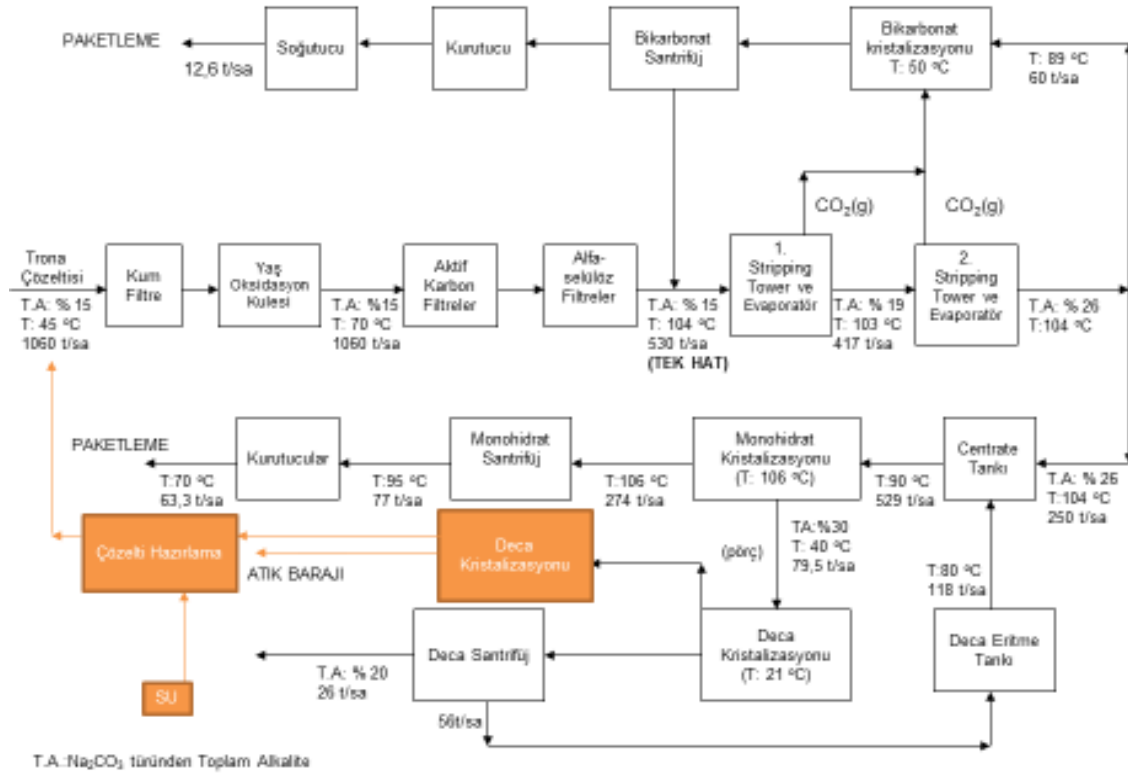 PAKETLEME
12,6 t/sa
Soğutucu
Kurutucu
Bikarbonat
Santrifüj
Bikarbonat
kristalizasyonu
T: 50 ºC
T: 89 ºC
60 t/sa
CO2(g)
CO2(g)
Trona
Çözeltisi
T.A: % 15
T: 45 ºC
1060 t/sa
Kum
Filtre
Yaş
Oksidasyon
Kulesi
T.A: %15
T: 70 ºC
1060 t/sa
Aktif
Karbon
Filtreler
Alfa-
selülöz
Filtreler
T.A: % 15
T: 104 ºC
530 t/sa
(TEK HAT)
1.
Stripping
Tower ve
Evaporatör
T.A: % 19
T: 103 ºC
417 t/sa
2.
Stripping
Tower ve
Evaporatör
T.A: % 26
T:104 ºC
PAKETLEME
T:70 ºC
63,3 t/sa
Kurutucular
T:95 ºC
77 t/sa
Monohidrat
Santrifüj
T:106 ºC
274 t/sa
Monohidrat
Kristalizasyonu
(T: 106 ºC)
T:90 ºC
529 t/sa
Centrate
Tankı
T.A: % 26
T:104 ºC
250 t/sa
Çözelti Hazırlama
ATIK BARAJI
Deca
Kristalizasyonu
(pörç)
TA:%30
T: 40 ºC
79,5 t/sa
T:80 ºC
118 t/sa
SU
T.A: % 20
26 t/sa
Deca Santrifüj
56t/sa
Deca
Kristalizasyonu
(T: 21 ºC)
Deca Eritme
Tankı
T.A.:Na2CO3 türünden Toplam Alkalite